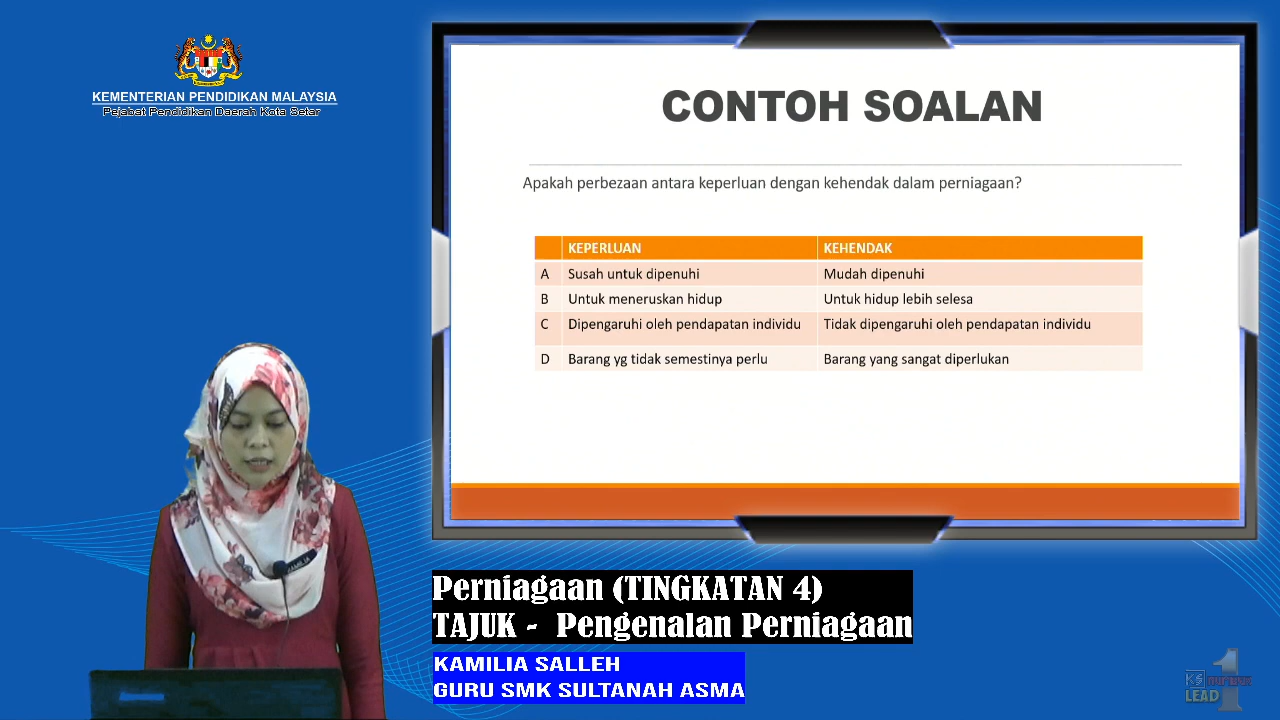 KEMENTERIAN PENDIDIKAN MALAYSIA
Pejabat Pendidikan Daerah Kota Setar
CONTOH SOALAN
Apakah perbezaan antara keperluan dengan kehendak dalam perniagaan?
KEPERLUAN KEHENDAK
A Susah untuk dipenuhi Mudah dipenuhi
B Untuk meneruskan hidup Untuk hidup lebih selesa
C Dipengaruhi oleh pendapatan individu Tidak dipengaruhi oleh pendapatan individu
D Barang yg tidak semestinya perlu Barang yang sangat diperlukan
Perniagaan (TINGKATAN 4)
TAJUK - Pengenalan Perniagaan
KAMILIA SALLEH
GURU SMK SULTANAH ASMA
LEAD 1